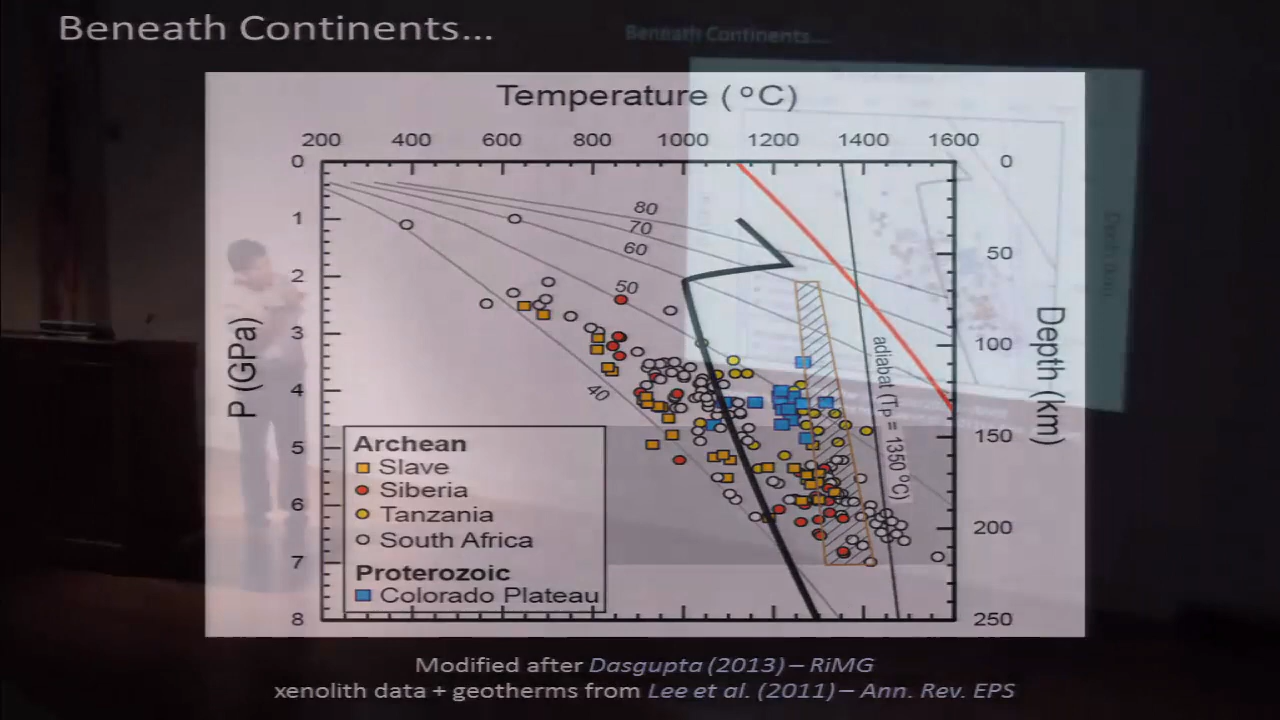 Beneath Continents...
Beneath Continents...
Temperature (°C)
200 400 600 800 1000 1200 1400 1600
0 1 2 3 4 5 6 7 8
P (GPa)
0 50 100 150 200 250
Depth (km)
80
70
60
50
40
adiabat (TP = 1350 °C)
Archean
Slave
Siberia
Tanzania
South Africa
Proterozoic
Colorado Plateau
Modified after Dasgupta (2013) – RiMG
xenolith data + geotherms from Lee et al. (2011) – Ann. Rev. EPS